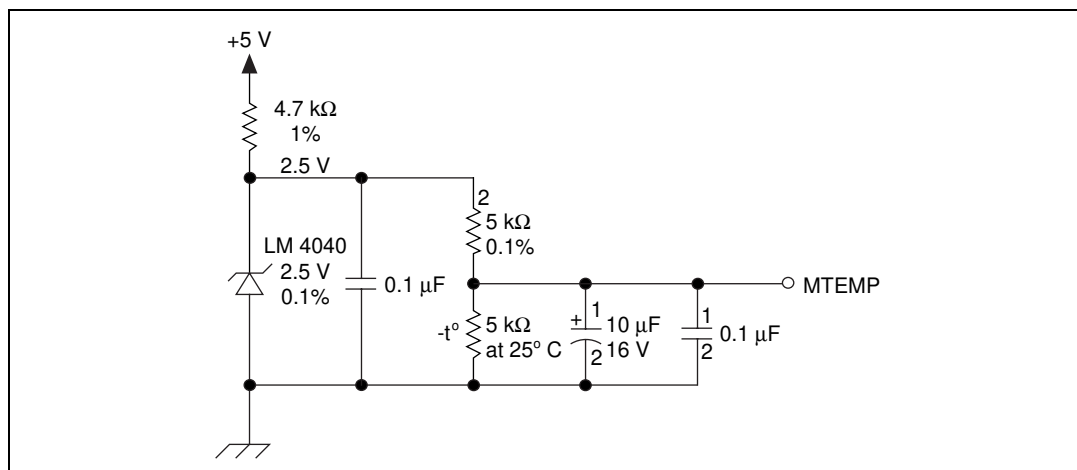 +5 V
4.7 kΩ
1%
2.5 V
2
5 kΩ
0.1%
LM 4040
2.5 V
0.1%
0.1 µF
MTEMP
-t°
5 kΩ
at 25° C
+
1
10 µF
16 V
2
1
0.1 µF
2